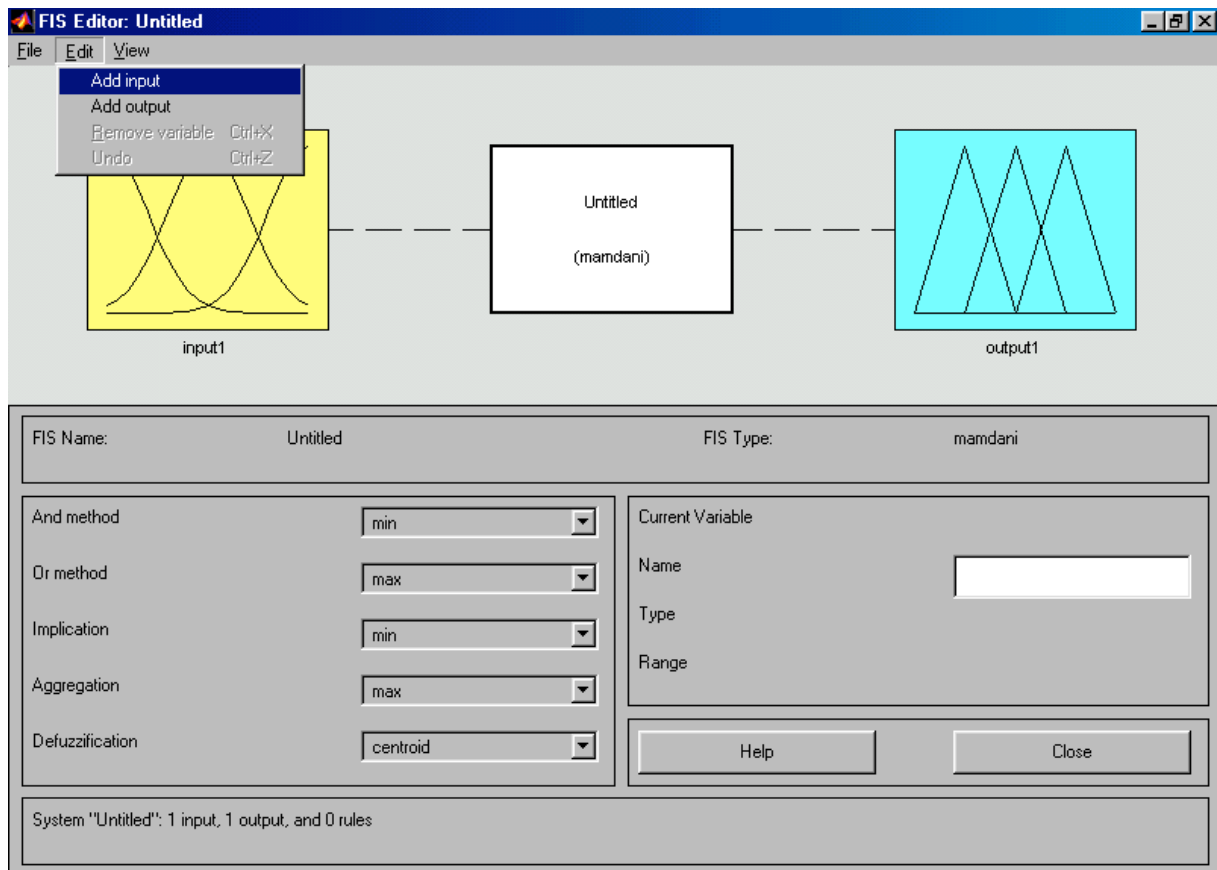 FIS Editor: Untitled
File Edit View
Add input
Add output
Remove variable Ctrl+X
Undo Ctrl+Z
Untitled
(mamdani)
input1
output1
FIS Name: Untitled FIS Type: mamdani
And method min
Or method max
Implication min
Aggregation max
Defuzzification centroid
Current Variable
Name
Type
Range
Help Close
System "Untitled": 1 input, 1 output, and 0 rules